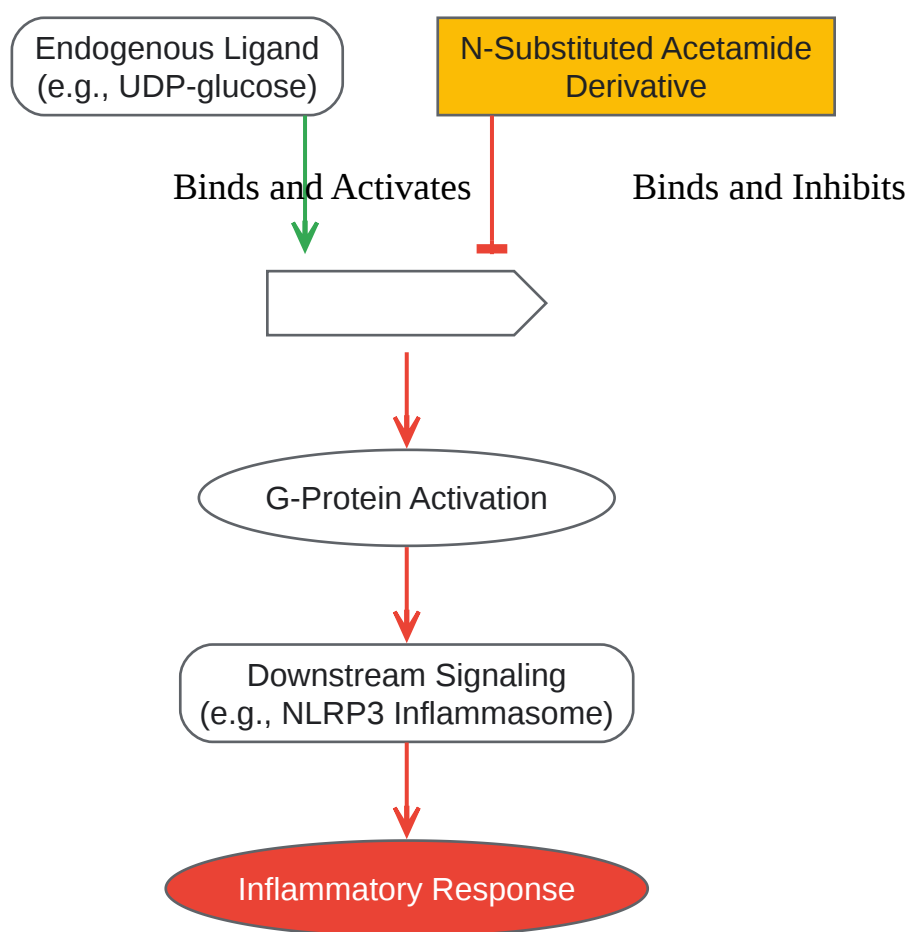 Endogenous Ligand
(e.g., UDP-glucose)
N-Substituted Acetamide
Derivative
Binds and Activates
Binds and Inhibits
G-Protein Activation
Downstream Signaling
(e.g., NLRP3 Inflammasome)
Inflammatory Response